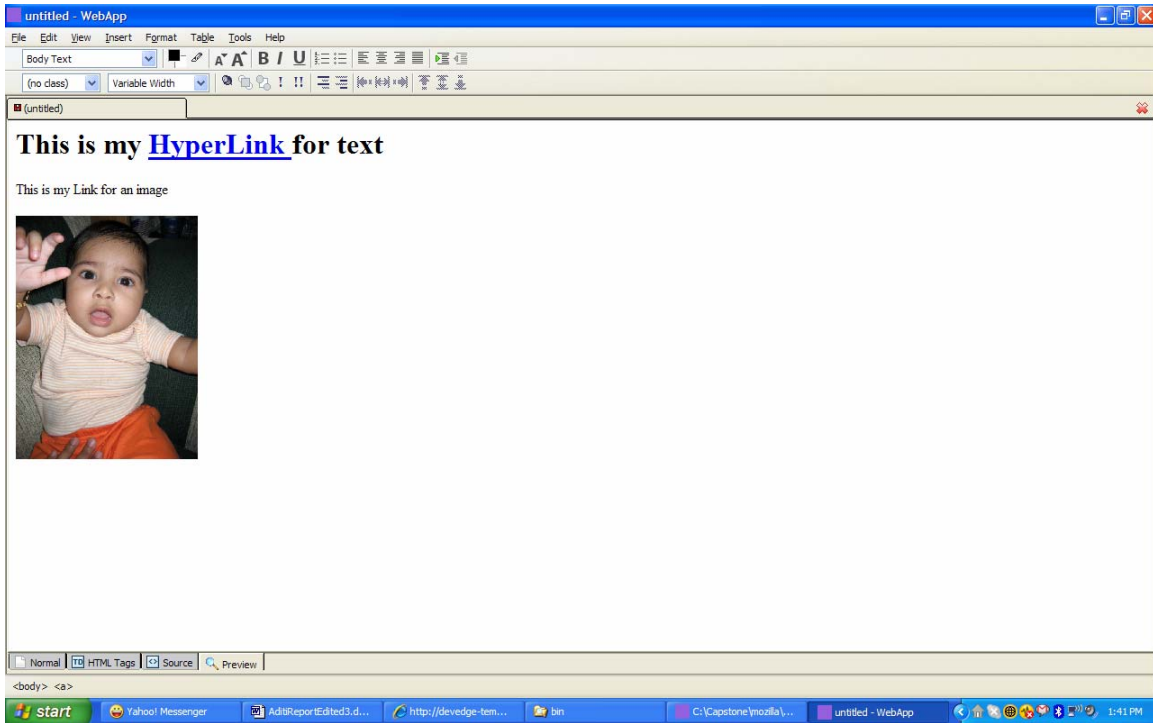 untitled - WebApp
File Edit View Insert Format Table Tools Help
Body Text
A A B I U
(no class) Variable Width ! !!
(untitled)
This is my HyperLink for text
This is my Link for an image
Normal TD HTML Tags Source Preview
<body> <a>
start Yahoo! Messenger AditiReportEdited3.d... http://devedge-tem... bin C:\Capstone\mozilla\... untitled - WebApp 1:41 PM